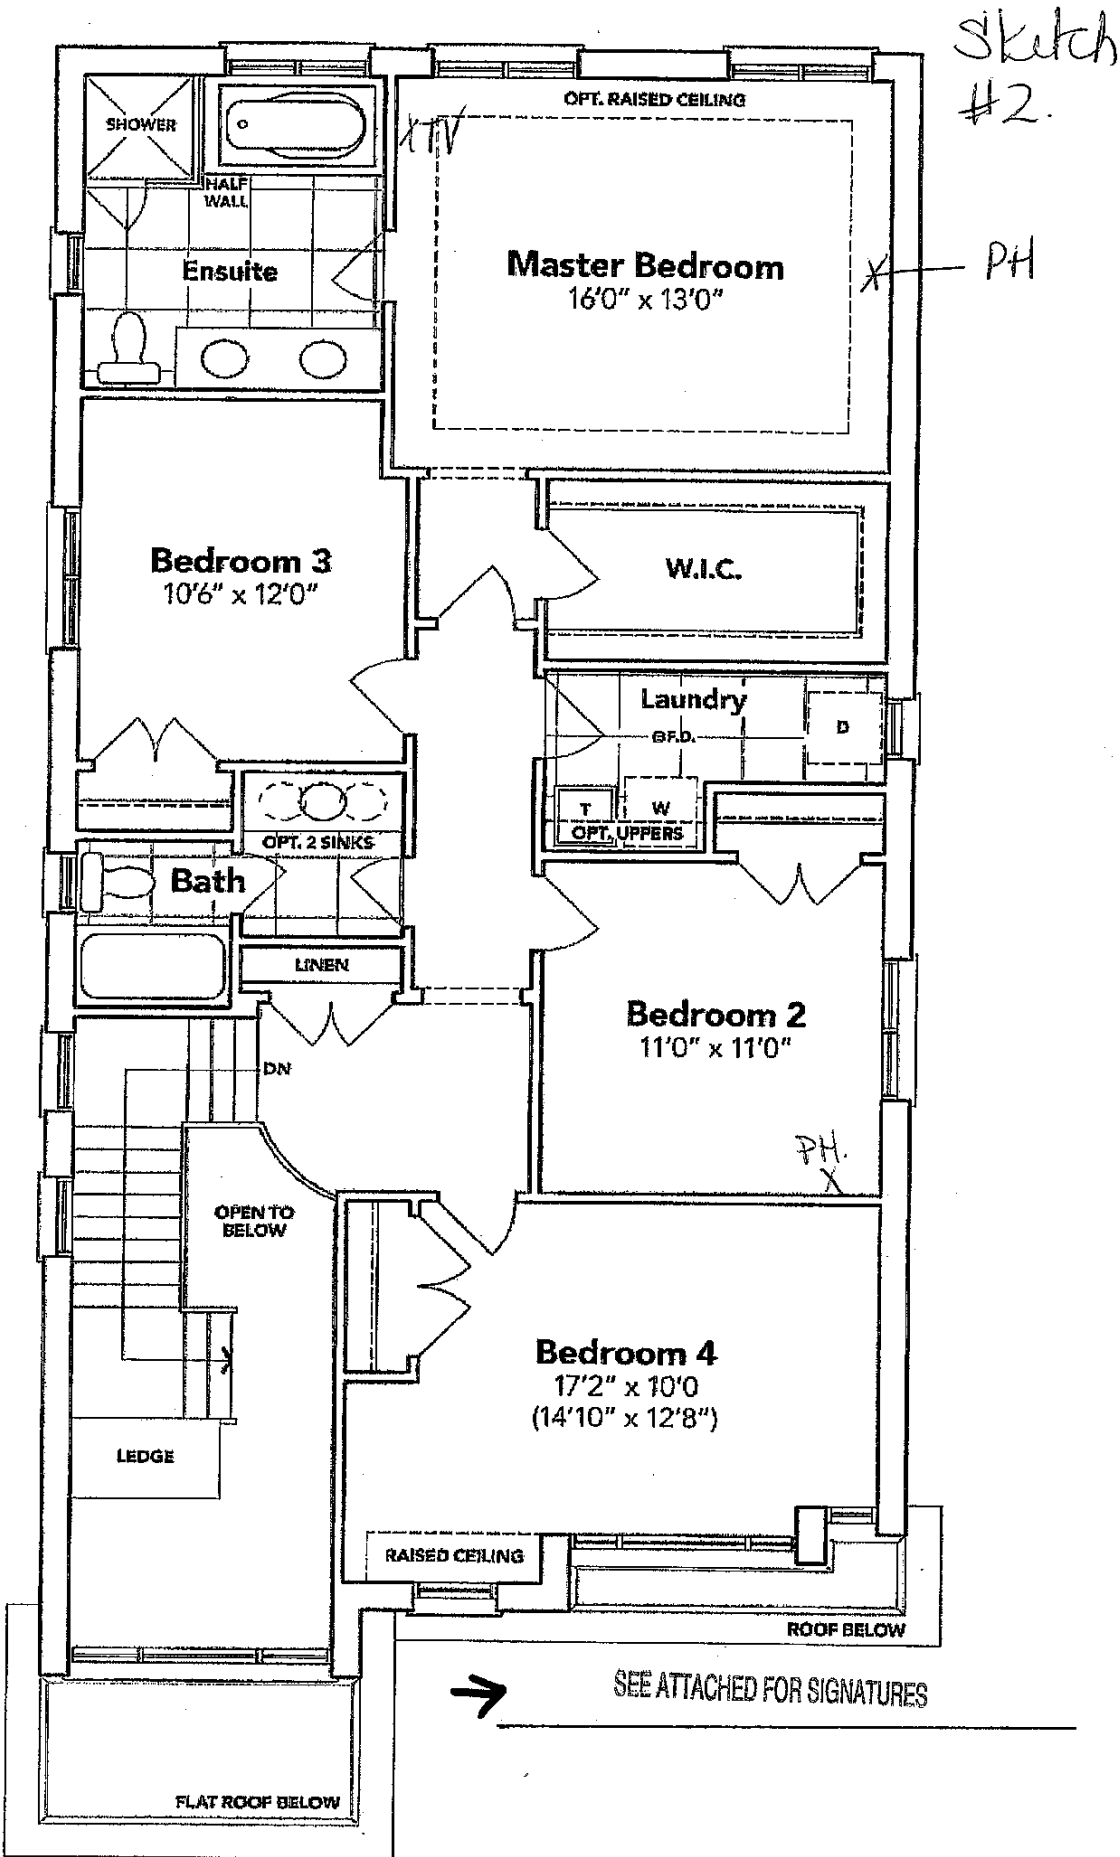 Sketch
#2.
OPT. RAISED CEILING
SHOWER
X TV
HALF
WALL
Ensuite
Master Bedroom
16'0" x 13'0"
X PH
Bedroom 3
10'6" x 12'0"
W.I.C.
Laundry
F.D.
D
T
W
OPT. UPPERS
OPT. 2 SINKS
Bath
LINEN
Bedroom 2
11'0" x 11'0"
DN
PH.
X
OPEN TO
BELOW
Bedroom 4
17'2" x 10'0
(14'10" x 12'8")
LEDGE
RAISED CEILING
ROOF BELOW
SEE ATTACHED FOR SIGNATURES
FLAT ROOF BELOW